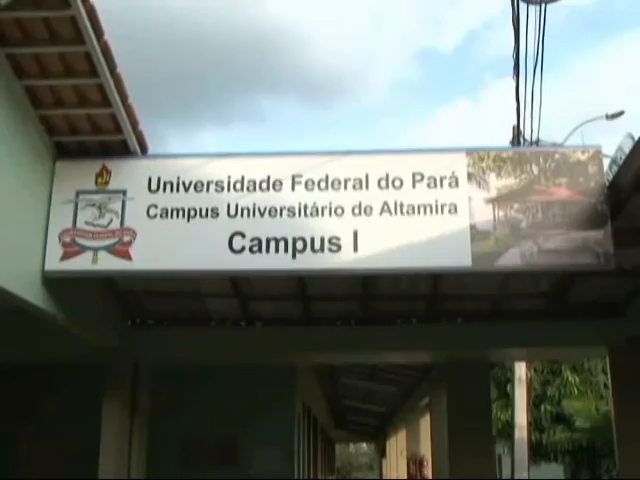 Universidade Federal do Pará
Campus Universitário de Altamira
Campus I